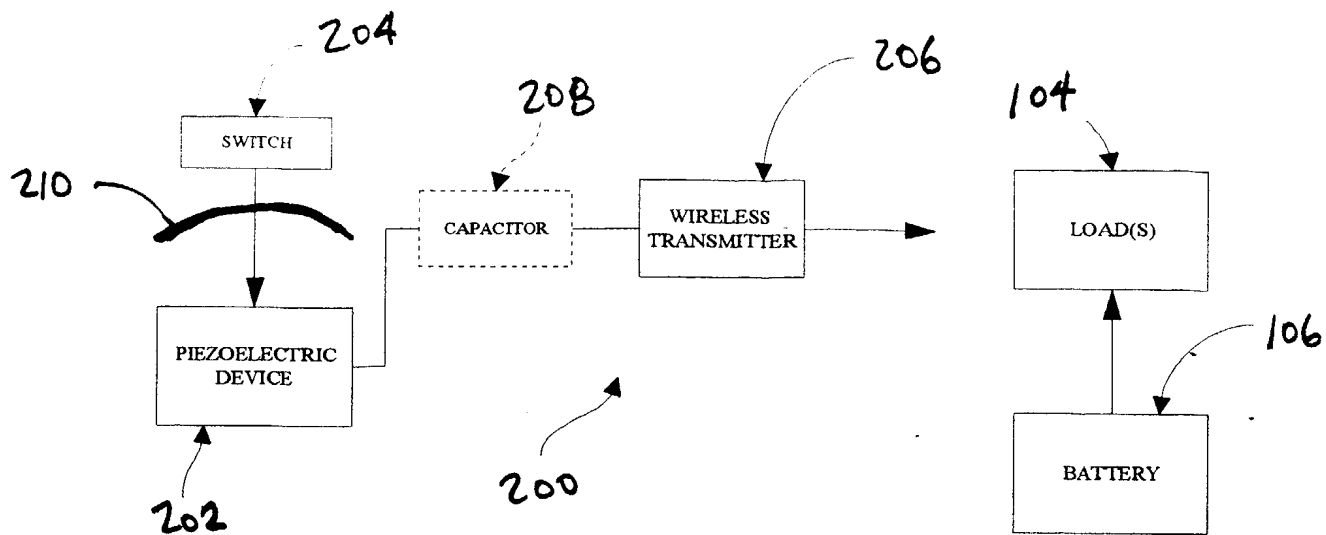 204
206
208
104
SWITCH
210
CAPACITOR
WIRELESS
TRANSMITTER
LOAD(S)
PIEZOELECTRIC
DEVICE
106
200
BATTERY
202